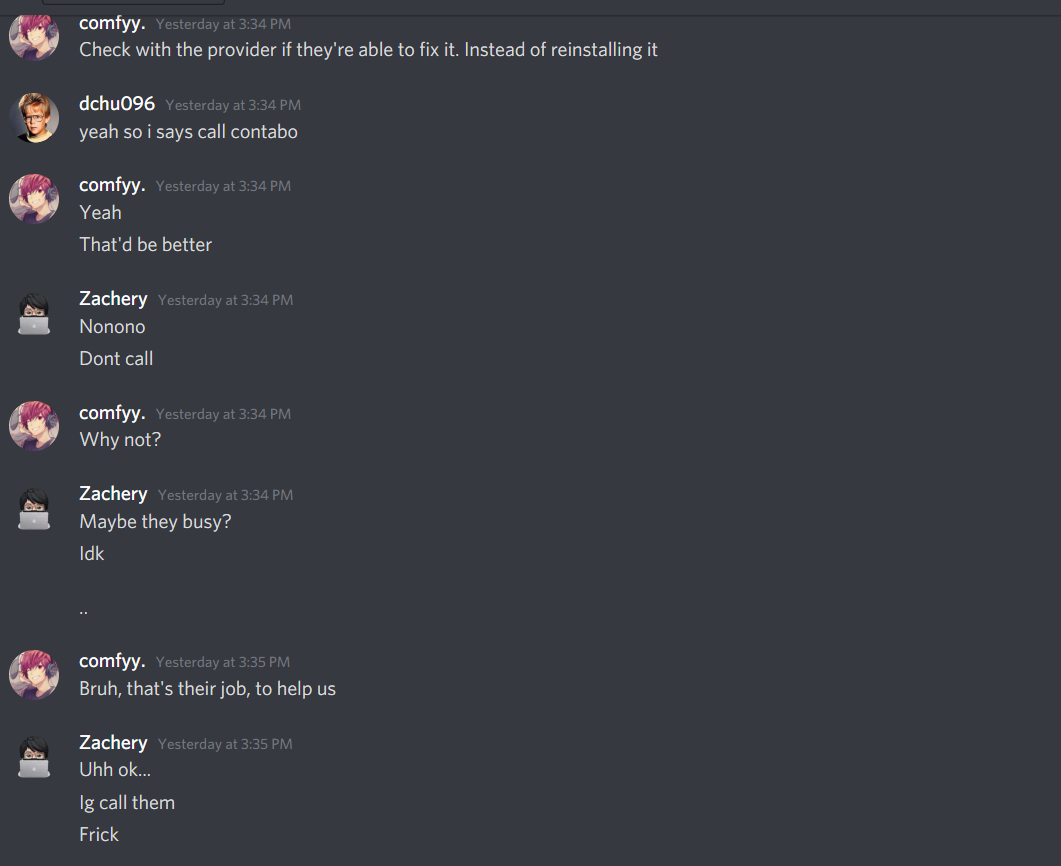 comfyy. Yesterday at 3:34 PM
Check with the provider if they're able to fix it. Instead of reinstalling it
dchu096 Yesterday at 3:34 PM
yeah so i says call contabo
comfyy. Yesterday at 3:34 PM
Yeah
That'd be better
Zachery Yesterday at 3:34 PM
Nonono
Dont call
comfyy. Yesterday at 3:34 PM
Why not?
Zachery Yesterday at 3:34 PM
Maybe they busy?
Idk
..
comfyy. Yesterday at 3:35 PM
Bruh, that's their job, to help us
Zachery Yesterday at 3:35 PM
Uhh ok...
Ig call them
Frick